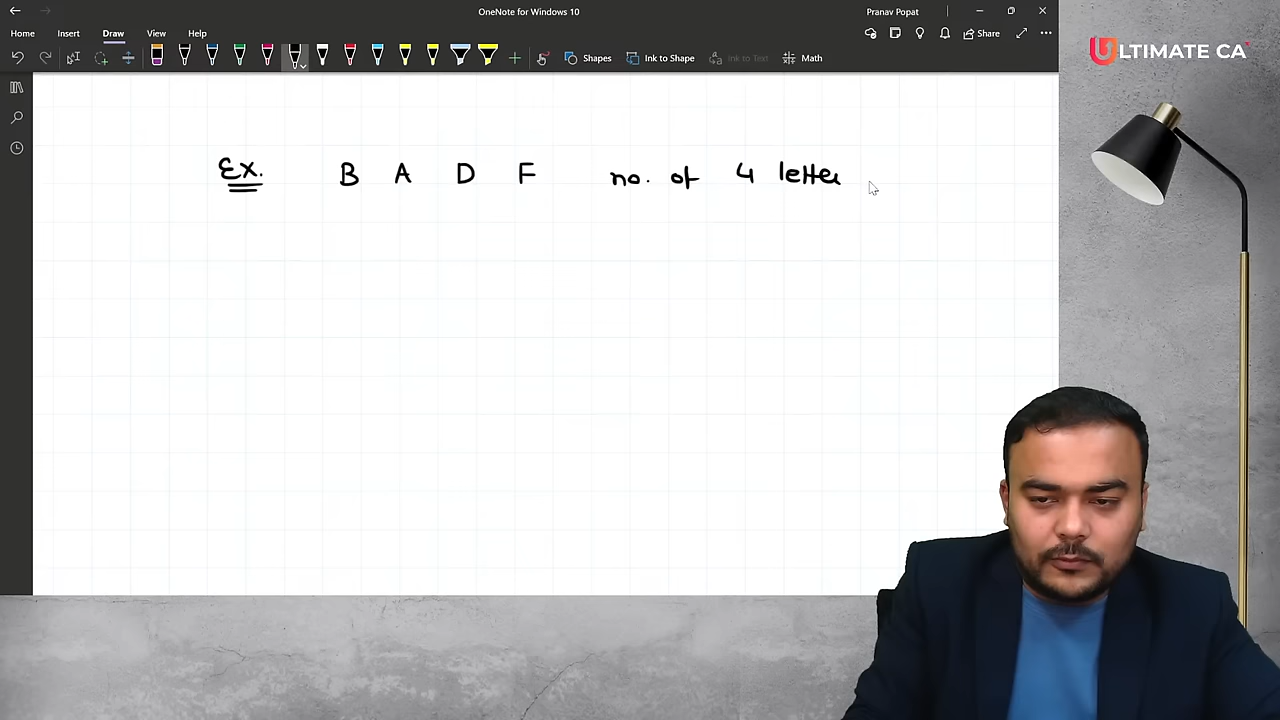 OneNote for Windows 10
Pranav Popat
Home Insert Draw View Help
Share
Shapes Ink to Shape Ink to Text Math
ULTIMATE CA
Ex. B A D F no. of 4 letter